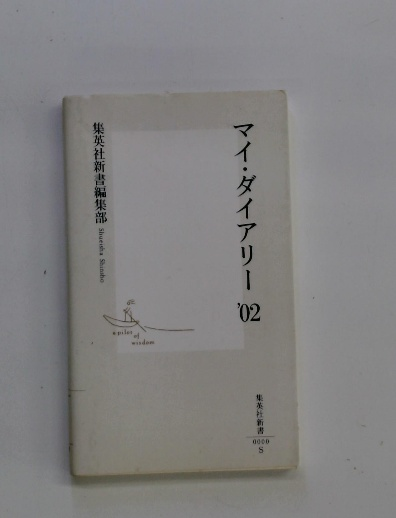 マイ・ダイアリー '02
集英社新書編集部
Shueisha Shinsho
a pilot of wisdom
集英社新書
0000
S